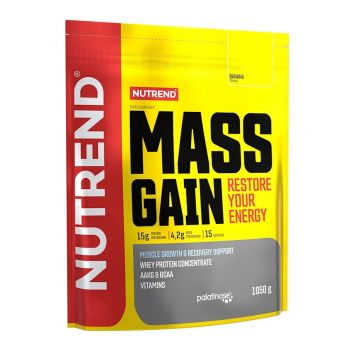 NUTREND
NUTREND
BANANA
MASS
GAIN
RESTORE
YOUR
ENERGY
15g
4,2g
15
MUSCLE GROWTH & RECOVERY SUPPORT
WHEY PROTEIN CONCENTRATE
AAKG & BCAA
VITAMINS
palatinose
1050 g